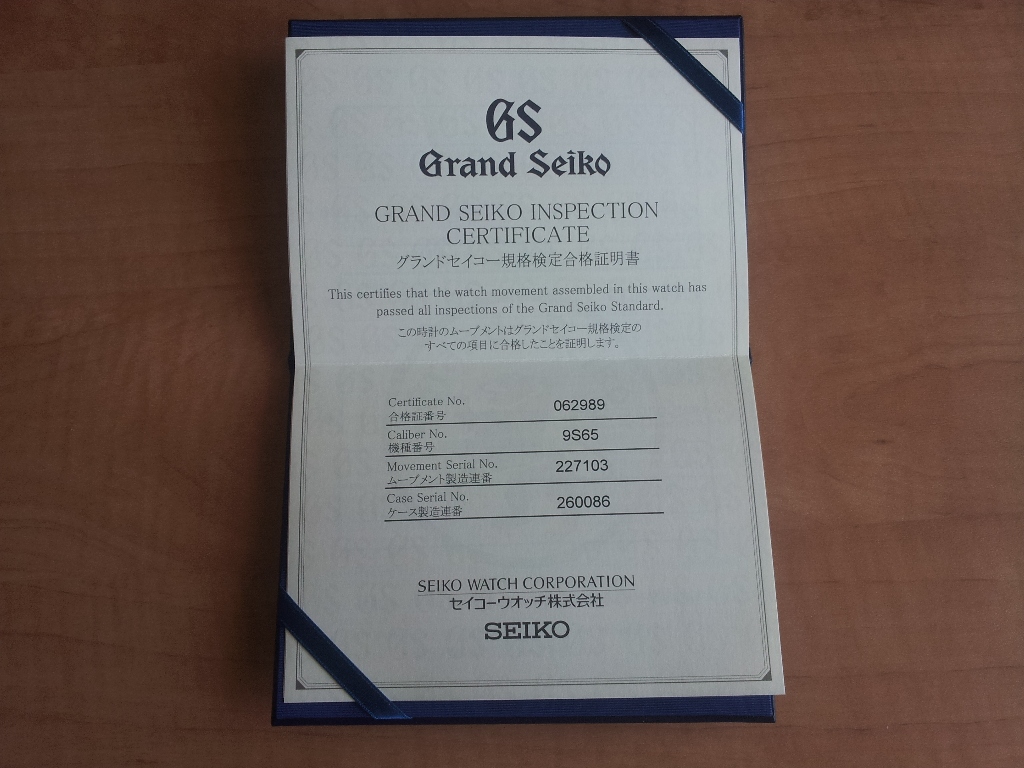 GS
Grand Seiko
GRAND SEIKO INSPECTION
CERTIFICATE
グランドセイコー規格検定合格証明書
This certifies that the watch movement assembled in this watch has
passed all inspections of the Grand Seiko Standard.
この時計のムーブメントはグランドセイコー規格検定の
すべての項目に合格したことを証明します。
Certificate No. 062989
合格証番号
Caliber No. 9S65
機種番号
Movement Serial No. 227103
ムーブメント製造連番
Case Serial No. 260086
ケース製造連番
SEIKO WATCH CORPORATION
セイコーウオッチ株式会社
SEIKO